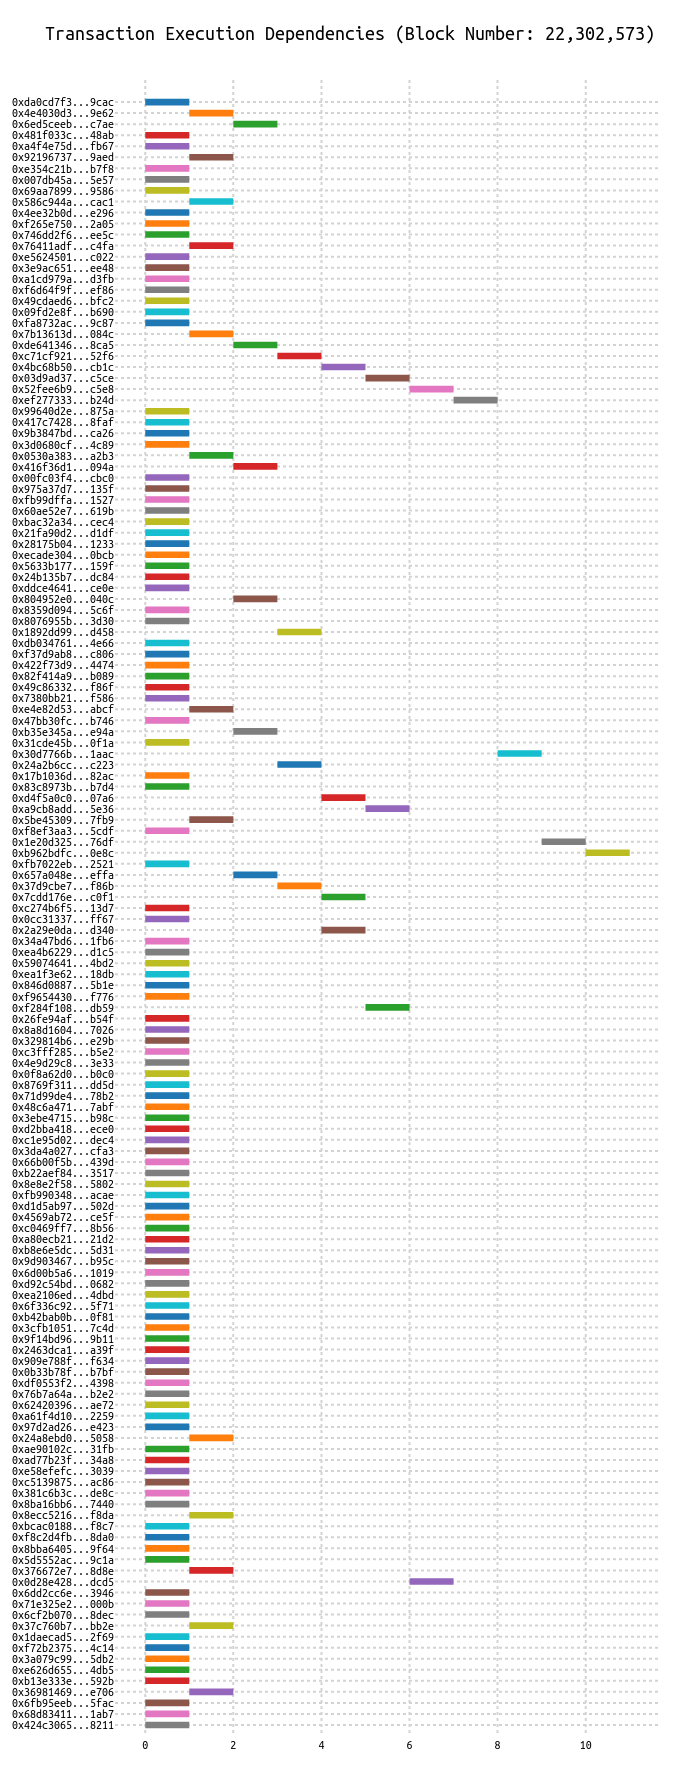 Transaction Execution Dependencies (Block Number: 22,302,573)
0xda0cd7f3...9cac
0x4e4030d3...9e62
0x6ed5ceeb...c7ae
0x481f033c...48ab
0xa4f4e75d...fb67
0x92196737...9aed
0xe354c21b...b7f8
0x007db45a...5e57
0x69aa7899...9586
0x586c944a...cac1
0x4ee32b0d...e296
0xf265e750...2a05
0x746dd2f6...ee5c
0x76411adf...c4fa
0xe5624501...c022
0x3e9ac651...ee48
0xa1cd979a...d3fb
0xf6d64f9f...ef86
0x49cdaed6...bfc2
0x09fd2e8f...b690
0xfa8732ac...9c87
0x7b13613d...084c
0xde641346...8ca5
0xc71cf921...52f6
0x4bc68b50...cb1c
0x03d9ad37...c5ce
0x52fee6b9...c5e8
0xef277333...b24d
0x99640d2e...875a
0x417c7428...8faf
0x9b3847bd...ca26
0x3d0680cf...4c89
0x0530a383...a2b3
0x416f36d1...094a
0x00fc03f4...cbc0
0x975a37d7...135f
0xfb99dffa...1527
0x60ae52e7...619b
0xbac32a34...cec4
0x21fa90d2...d1df
0x28175b04...1233
0xecade304...0bcb
0x5633b177...159f
0x24b135b7...dc84
0xddce4641...ce0e
0x804952e0...040c
0x8359d094...5c6f
0x8076955b...3d30
0x1892dd99...d458
0xdb034761...4e66
0xf37d9ab8...c806
0x422f73d9...4474
0x82f414a9...b089
0x49c86332...f86f
0x7380bb21...f586
0xe4e82d53...abcf
0x47bb30fc...b746
0xb35e345a...e94a
0x31cde45b...0f1a
0x30d7766b...1aac
0x24a2b6cc...c223
0x17b1036d...82ac
0x83c8973b...b7d4
0xd4f5a0c0...07a6
0xa9cb8add...5e36
0x5be45309...7fb9
0xf8ef3aa3...5cdf
0x1e20d325...76df
0xb962bdfc...0e8c
0xfb7022eb...2521
0x657a048e...effa
0x37d9cbe7...f86b
0x7cdd176e...c0f1
0xc274b6f5...13d7
0x0cc31337...ff67
0x2a29e0da...d340
0x34a47bd6...1fb6
0xea4b6229...d1c5
0x59074641...4bd2
0xea1f3e62...18db
0x846d0887...5b1e
0xf9654430...f776
0xf284f108...db59
0x26fe94af...b54f
0x8a8d1604...7026
0x329814b6...e29b
0xc3fff285...b5e2
0x4e9d29c8...3e33
0x0f8a62d0...b0c0
0x8769f311...dd5d
0x71d99de4...78b2
0x48c6a471...7abf
0x3ebe4715...b98c
0xd2bba418...ece0
0xc1e95d02...dec4
0x3da4a027...cfa3
0x66b00f5b...439d
0xb22aef84...3517
0x8e8e2f58...5802
0xfb990348...acae
0xd1d5ab97...502d
0x4569ab72...ce5f
0xc0469ff7...8b56
0xa80ecb21...21d2
0xb8e6e5dc...5d31
0x9d903467...b95c
0x6d00b5a6...1019
0xd92c54bd...0682
0xea2106ed...4dbd
0x6f336c92...5f71
0xb42bab0b...0f81
0x3cfb1051...7c4d
0x9f14bd96...9b11
0x2463dca1...a39f
0x909e788f...f634
0x0b33b78f...b7bf
0xdf0553f2...4398
0x76b7a64a...b2e2
0x62420396...ae72
0xa61f4d10...2259
0x97d2ad26...e423
0x24a8ebd0...5058
0xae90102c...31fb
0xad77b23f...34a8
0xe58efefc...3039
0xc5139875...ac86
0x381c6b3c...de8c
0x8ba16bb6...7440
0x8ecc5216...f8da
0xbcac0188...f8c7
0xf8c2d4fb...8da0
0x8bba6405...9f64
0x5d5552ac...9c1a
0x376672e7...8d8e
0x0d28e428...dcd5
0x6dd2cc6e...3946
0x71e325e2...000b
0x6cf2b070...8dec
0x37c760b7...bb2e
0x1daecad5...2f69
0xf72b2375...4c14
0x3a079c99...5db2
0xe626d655...4db5
0xb13e333e...592b
0x36981469...e706
0x6fb95eeb...5fac
0x68d83411...1ab7
0x424c3065...8211
0 2 4 6 8 10